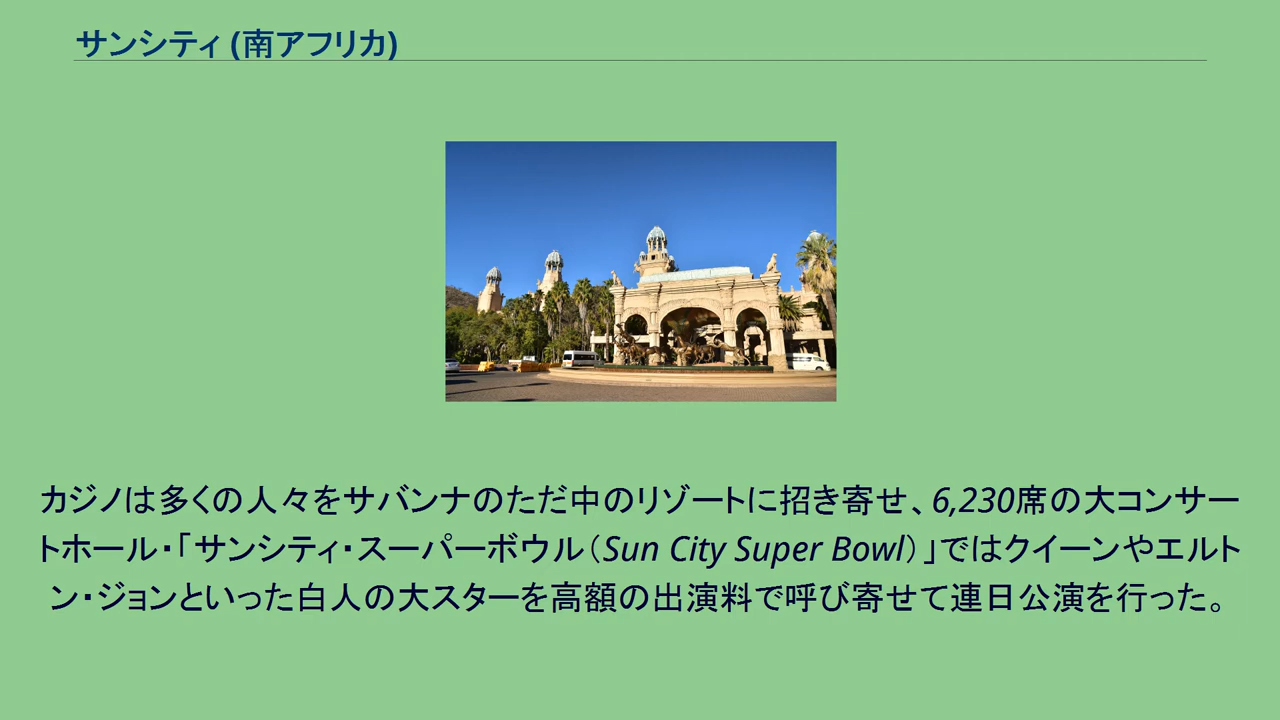 サンシティ (南アフリカ)
カジノは多くの人々をサバンナのただ中のリゾートに招き寄せ、6,230席の大コンサー
トホール・「サンシティ・スーパーボウル（Sun City Super Bowl）」ではクイーンやエルト
ン・ジョンといった白人の大スターを高額の出演料で呼び寄せて連日公演を行った。